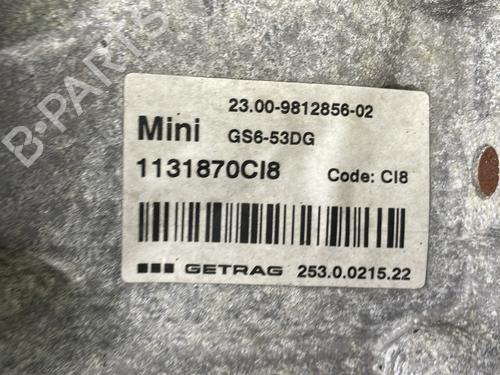 B-PARTS
23.00-9812856-02
Mini GS6-53DG
1131870CI8 Code: CI8
GETRAG 253.0.0215.22